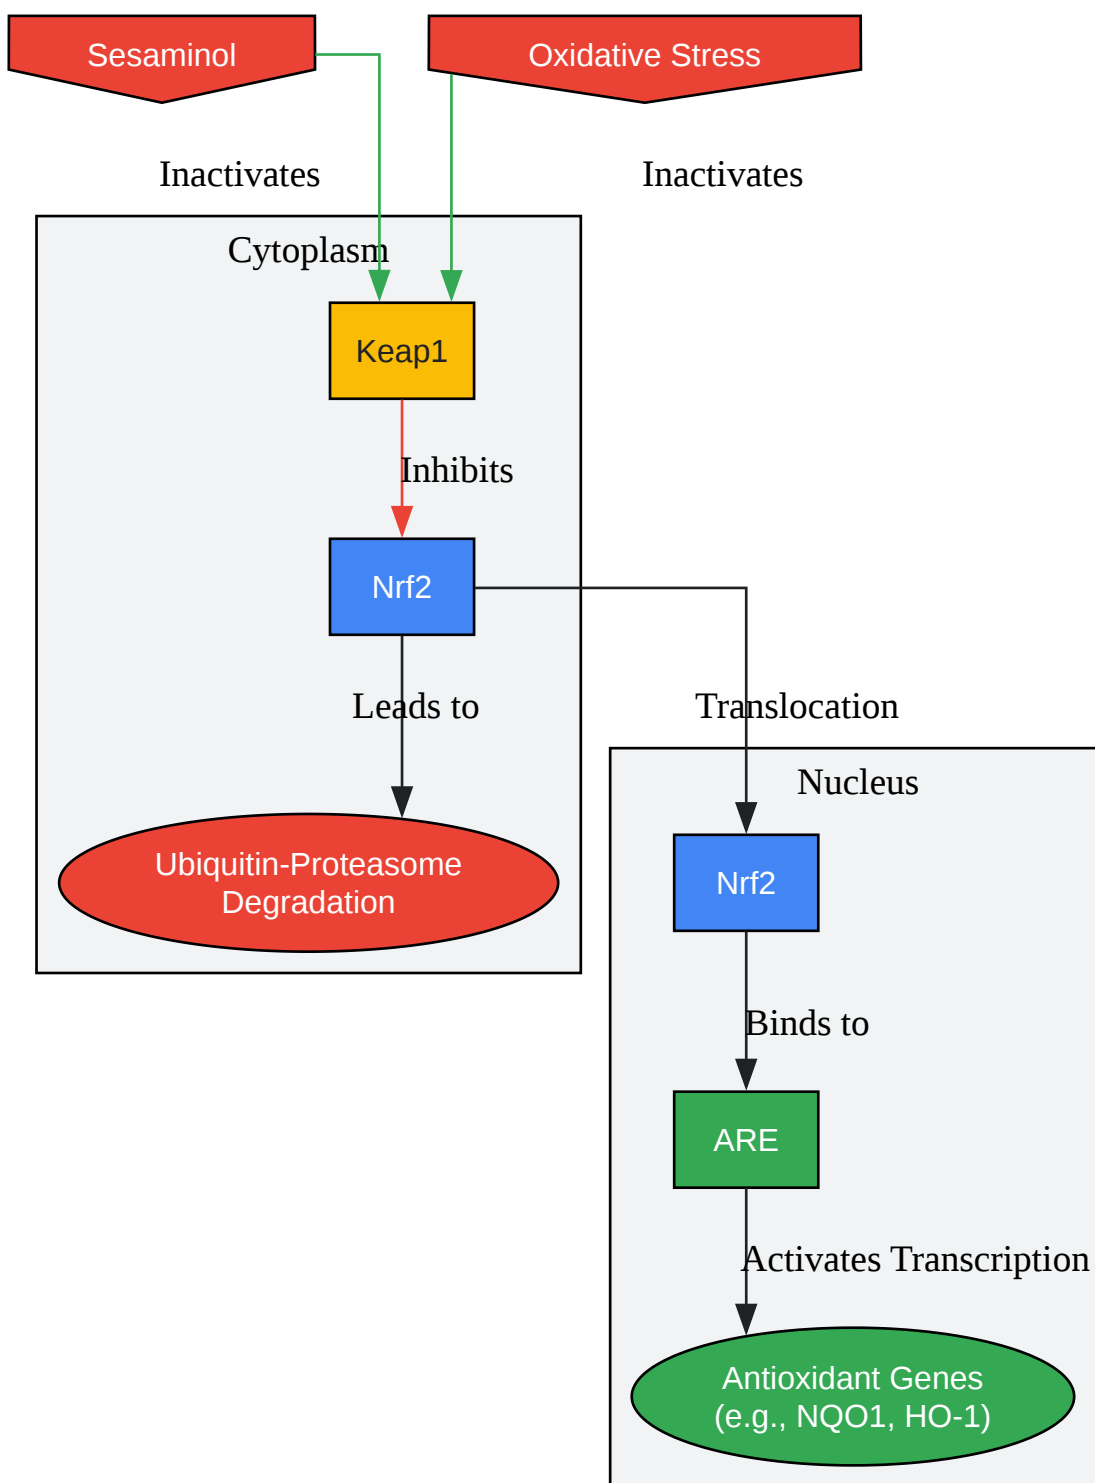 Sesaminol
Oxidative Stress
Inactivates
Inactivates
Cytoplasm
Keap1
Inhibits
Nrf2
Leads to
Translocation
Nucleus
Ubiquitin-Proteasome
Degradation
Nrf2
Binds to
ARE
Activates Transcription
Antioxidant Genes
(e.g., NQO1, HO-1)